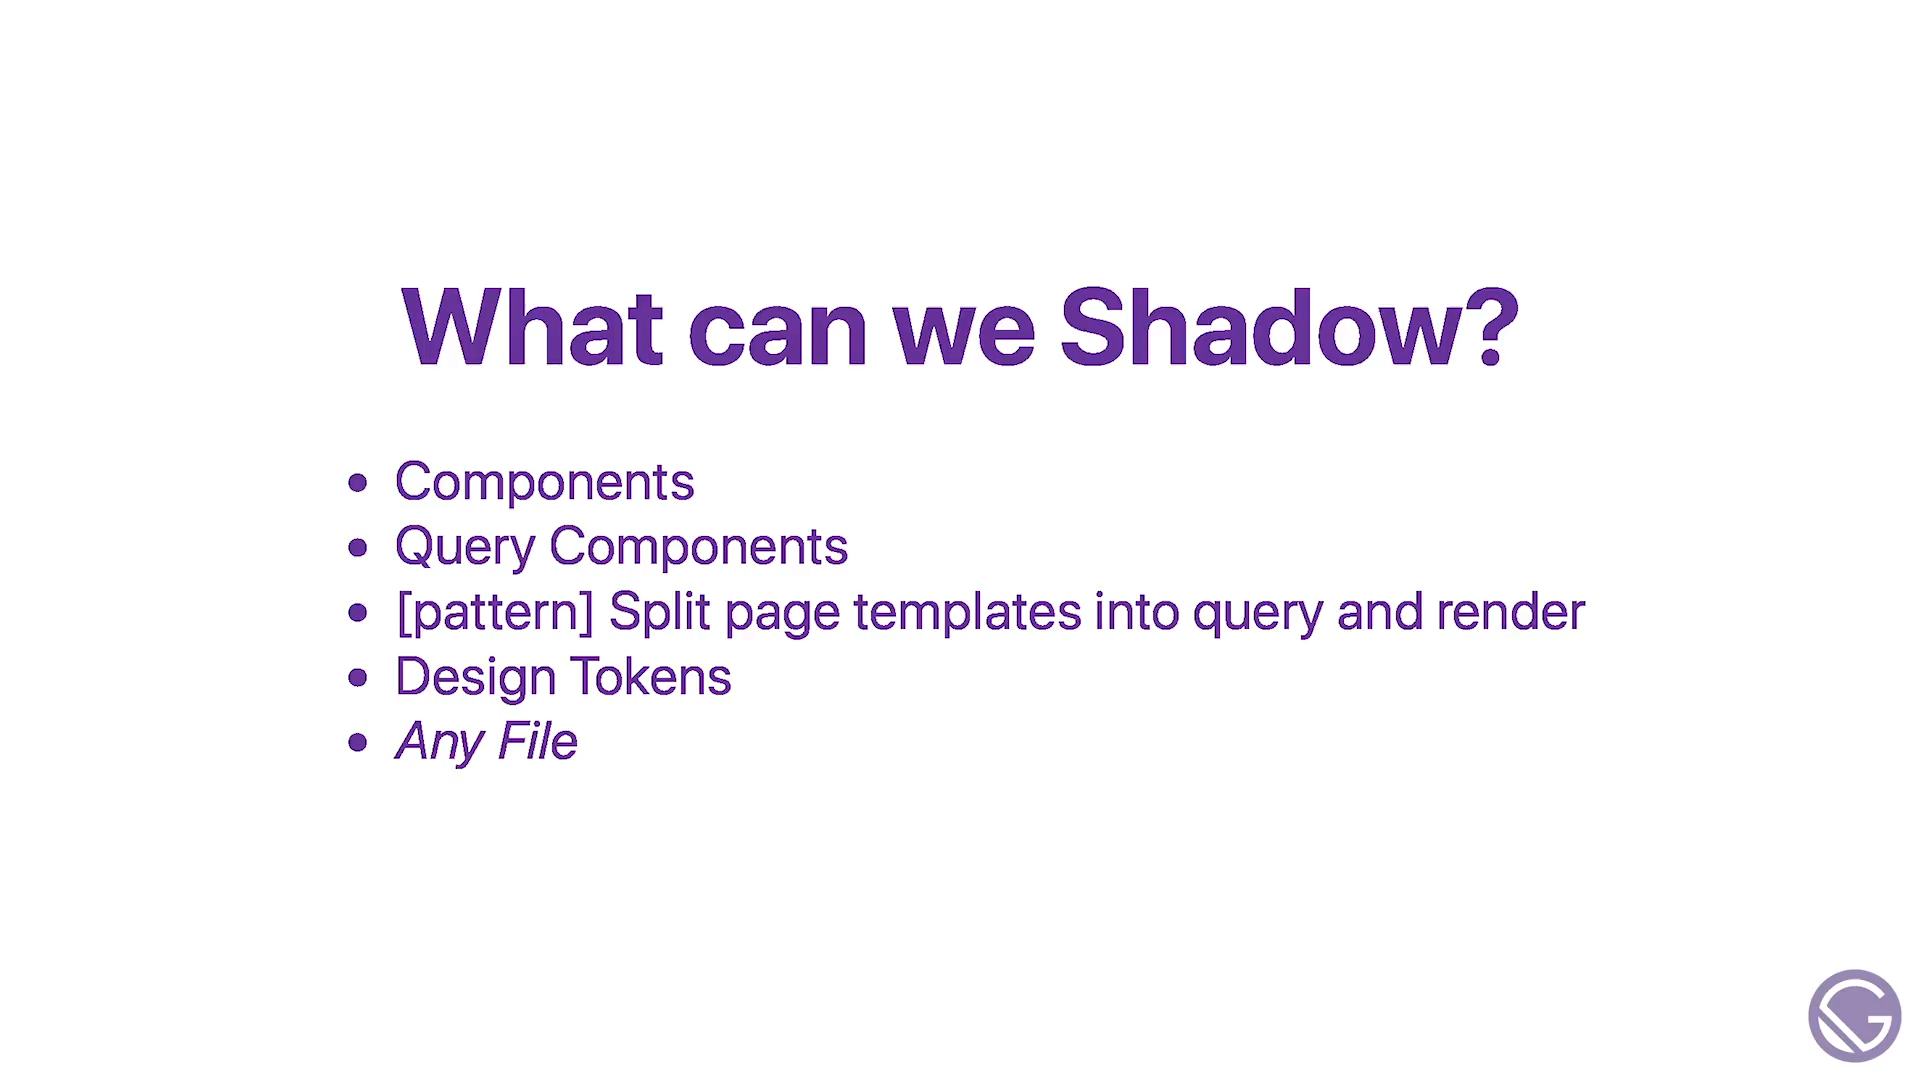 What can we Shadow?
• Components
• Query Components
• [pattern] Split page templates into query and render
• Design Tokens
• Any File